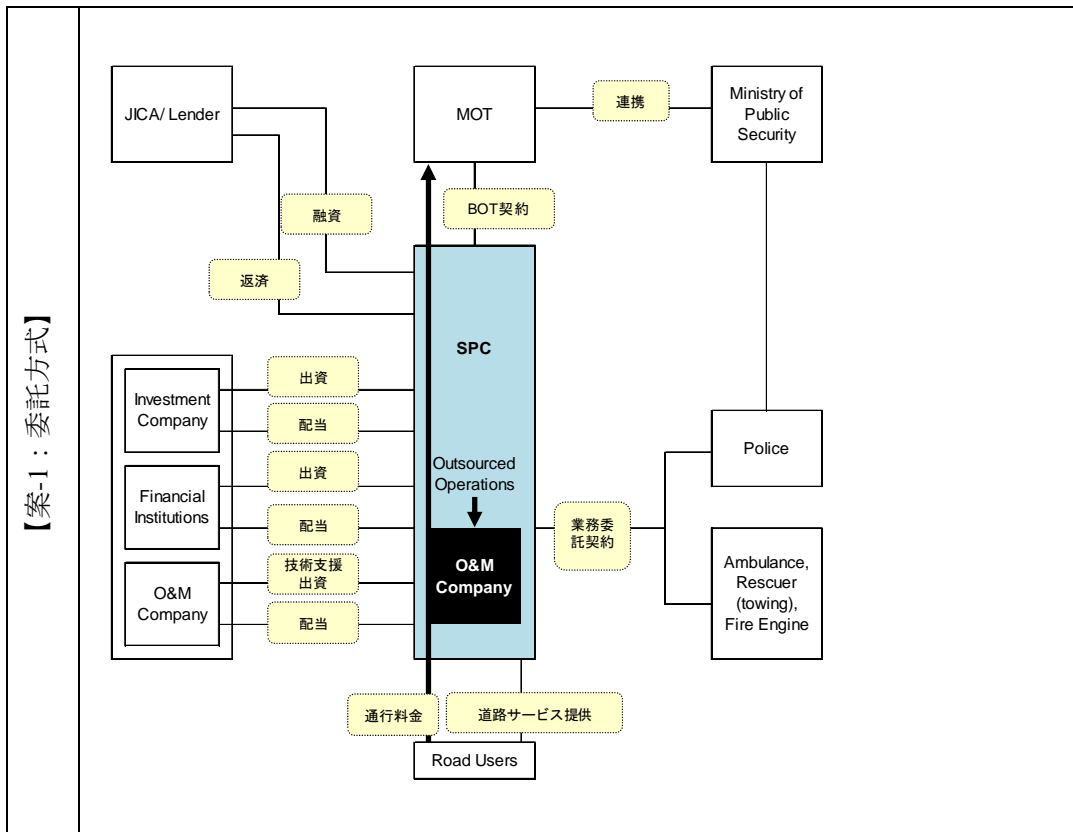 【案-1：委託方式】
JICA/ Lender
MOT
連携
Ministry of
Public
Security
融資
BOT契約
返済
SPC
Investment
Company
出資
配当
Financial
Institutions
出資
配当
O&M
Company
技術支援
出資
配当
Outsourced
Operations
O&M
Company
業務委
託契約
Police
Ambulance,
Rescuer
(towing),
Fire Engine
通行料金
道路サービス提供
Road Users